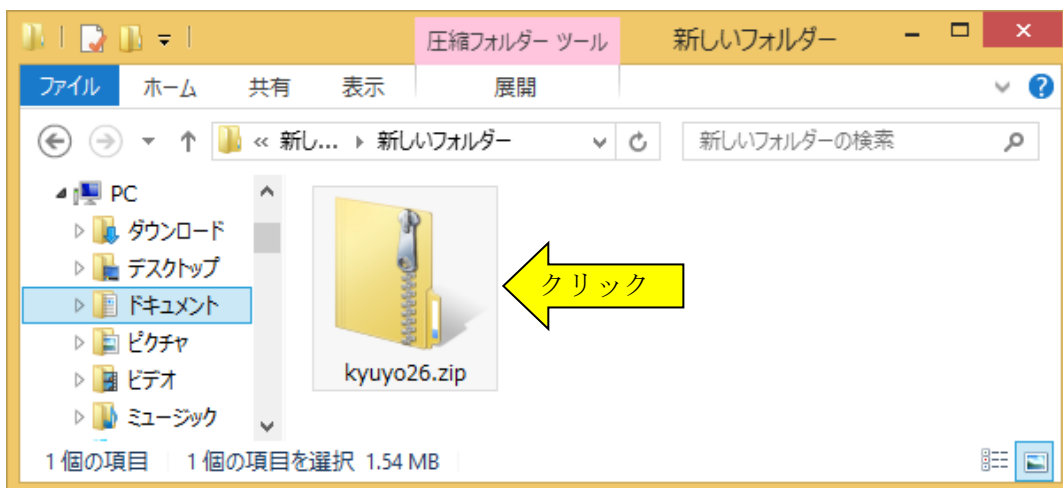 圧縮フォルダー ツール 新しいフォルダー
ファイル ホーム 共有 表示 展開
« 新し... 新しいフォルダー 新しいフォルダーの検索
PC
ダウンロード
デスクトップ
ドキュメント
ピクチャ
ビデオ
ミュージック
クリック
kyuyo26.zip
1 個の項目 1 個の項目を選択 1.54 MB